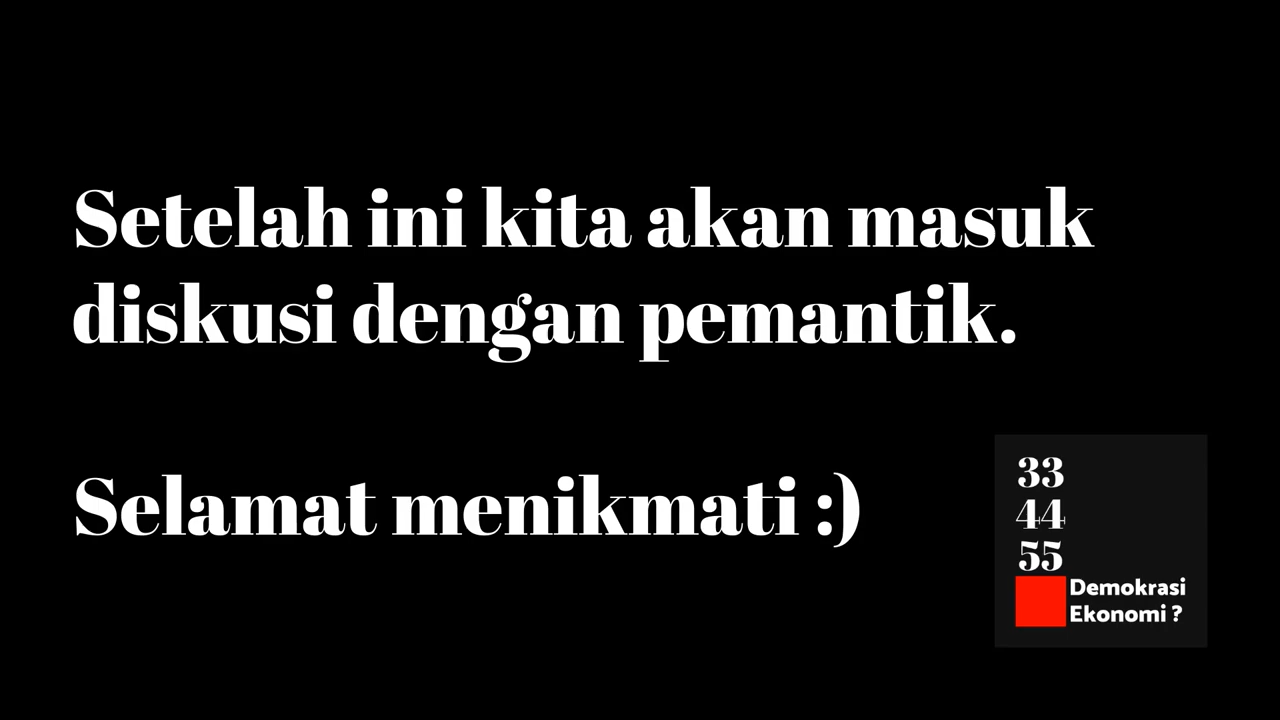 Setelah ini kita akan masuk
diskusi dengan pemantik.
Selamat menikmati :)
33
44
55
Demokrasi
Ekonomi ?